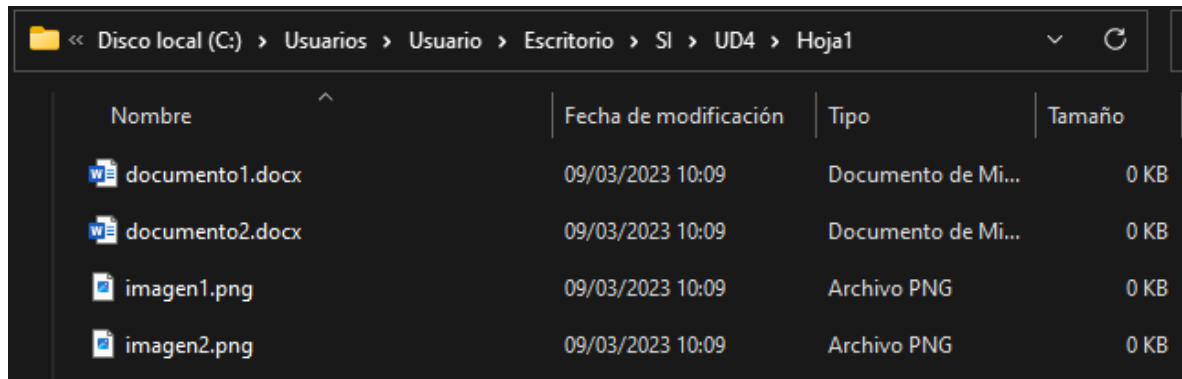 « Disco local (C:) > Usuarios > Usuario > Escritorio > SI > UD4 > Hoja1
Nombre Fecha de modificación Tipo Tamaño
documento1.docx 09/03/2023 10:09 Documento de Mi... 0 KB
documento2.docx 09/03/2023 10:09 Documento de Mi... 0 KB
imagen1.png 09/03/2023 10:09 Archivo PNG 0 KB
imagen2.png 09/03/2023 10:09 Archivo PNG 0 KB